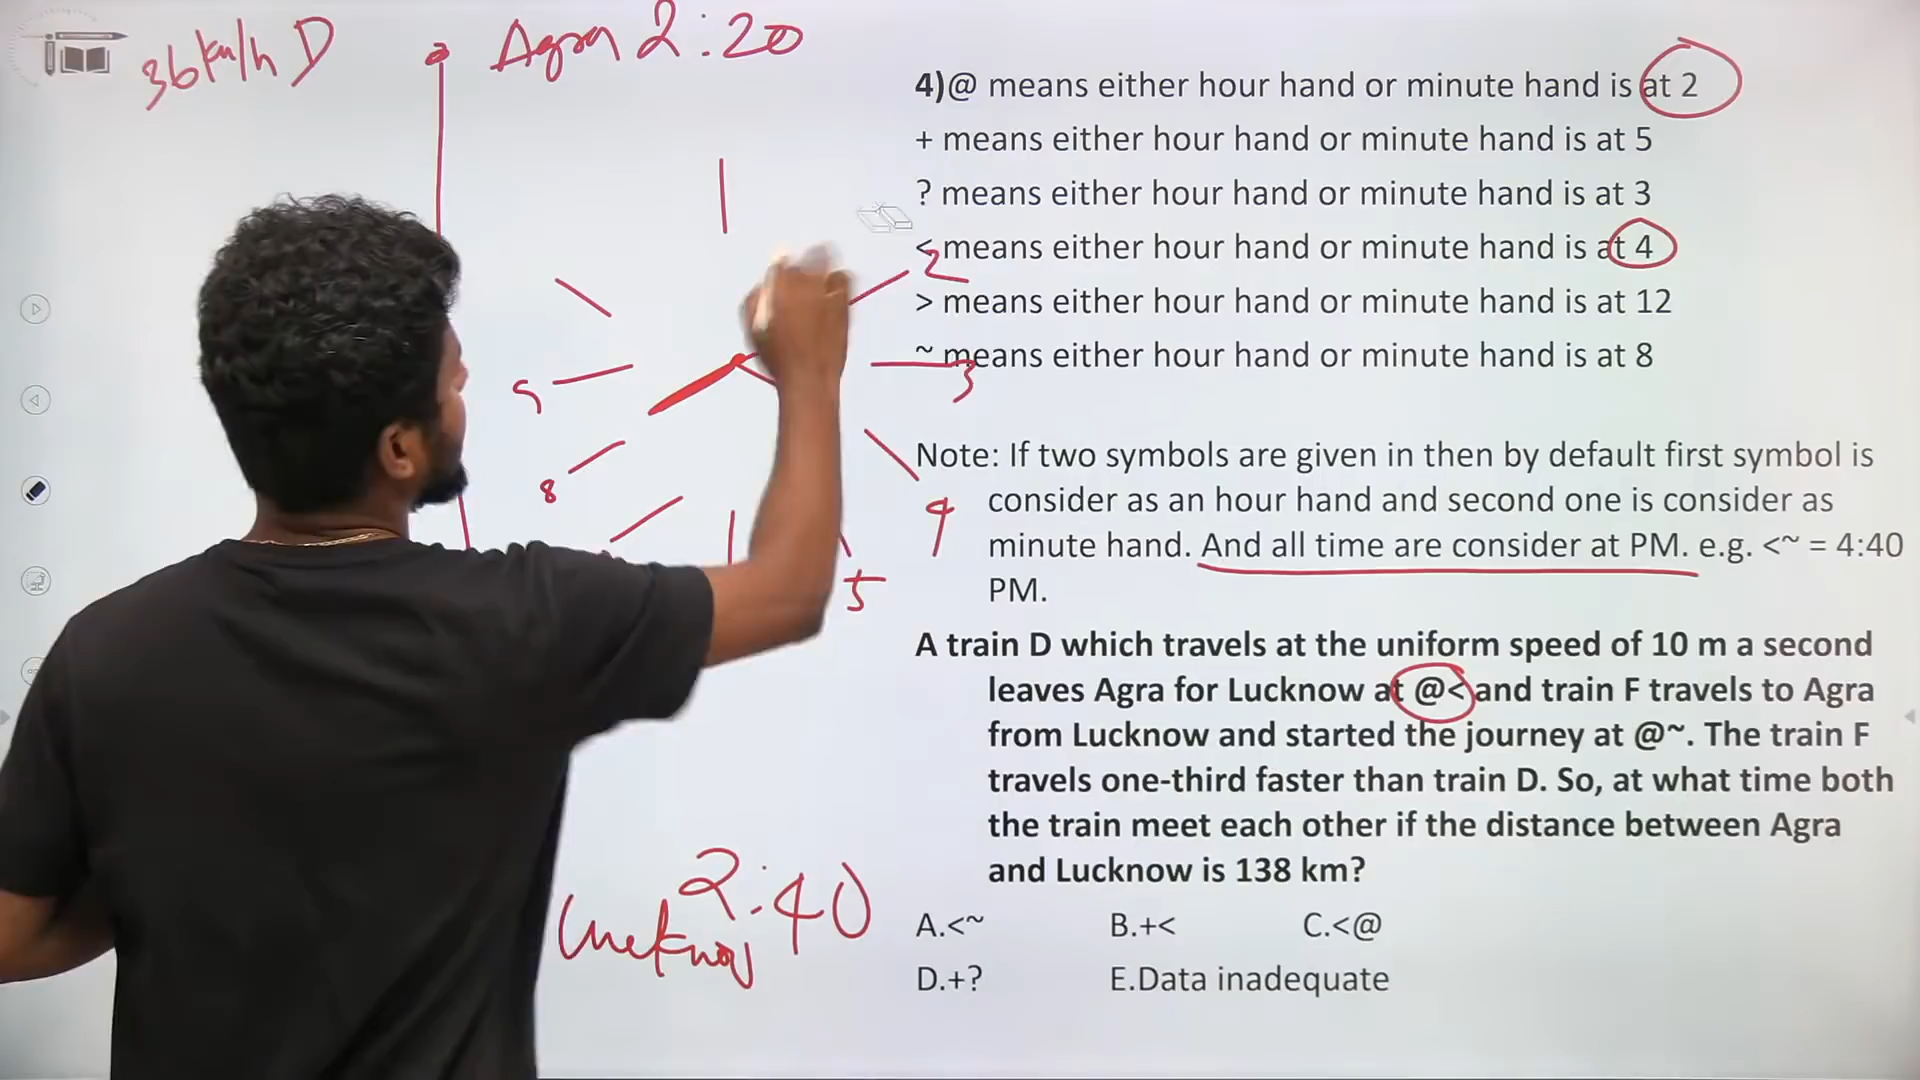 36 km/h D
Agra 2:20
4)@ means either hour hand or minute hand is at 2
+ means either hour hand or minute hand is at 5
? means either hour hand or minute hand is at 3
< means either hour hand or minute hand is at 4
> means either hour hand or minute hand is at 12
~ means either hour hand or minute hand is at 8
2
3
9
8
4
5
Note: If two symbols are given in then by default first symbol is
consider as an hour hand and second one is consider as
minute hand. And all time are consider at PM. e.g. <~ = 4:40
PM.
A train D which travels at the uniform speed of 10 m a second
leaves Agra for Lucknow at @< and train F travels to Agra
from Lucknow and started the journey at @~. The train F
travels one-third faster than train D. So, at what time both
the train meet each other if the distance between Agra
and Lucknow is 138 km?
A.<~ B.+< C.<@
D.+? E.Data inadequate
2:40
Lucknow